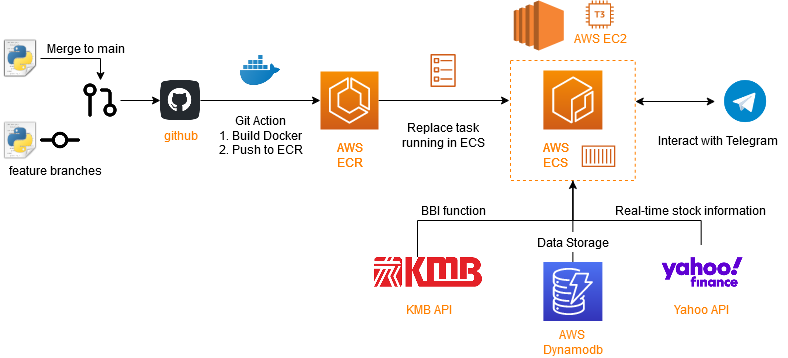 Merge to main
feature branches
github
Git Action
1. Build Docker
2. Push to ECR
AWS
ECR
Replace task
running in ECS
T3
AWS EC2
AWS
ECS
Interact with Telegram
BBI function
Data Storage
Real-time stock information
KMB
KMB API
AWS
Dynamodb
yahoo!
finance
Yahoo API